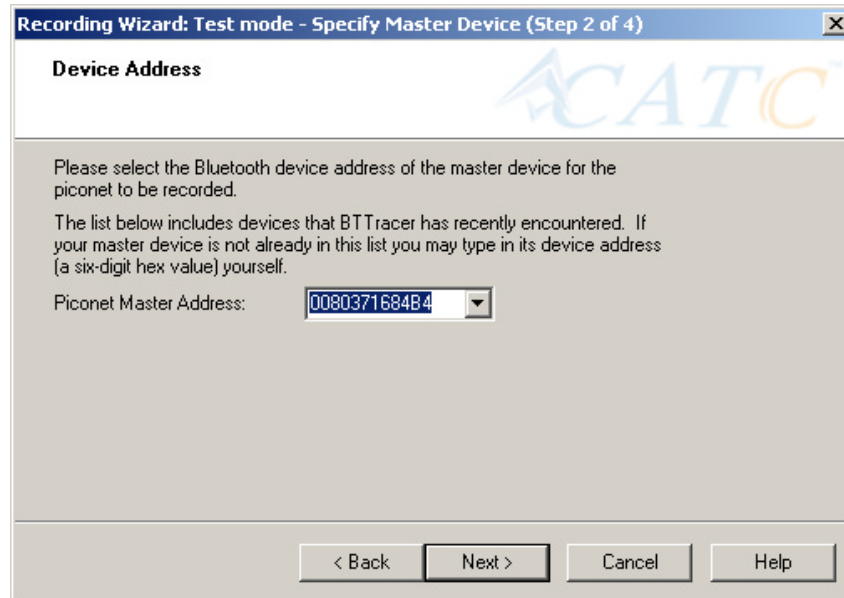 Recording Wizard: Test mode - Specify Master Device (Step 2 of 4)
Device Address
CATC
Please select the Bluetooth device address of the master device for the
piconet to be recorded.
The list below includes devices that BTTracer has recently encountered. If
your master device is not already in this list you may type in its device address
(a six-digit hex value) yourself.
Piconet Master Address: 0080371684B4
< Back Next > Cancel Help